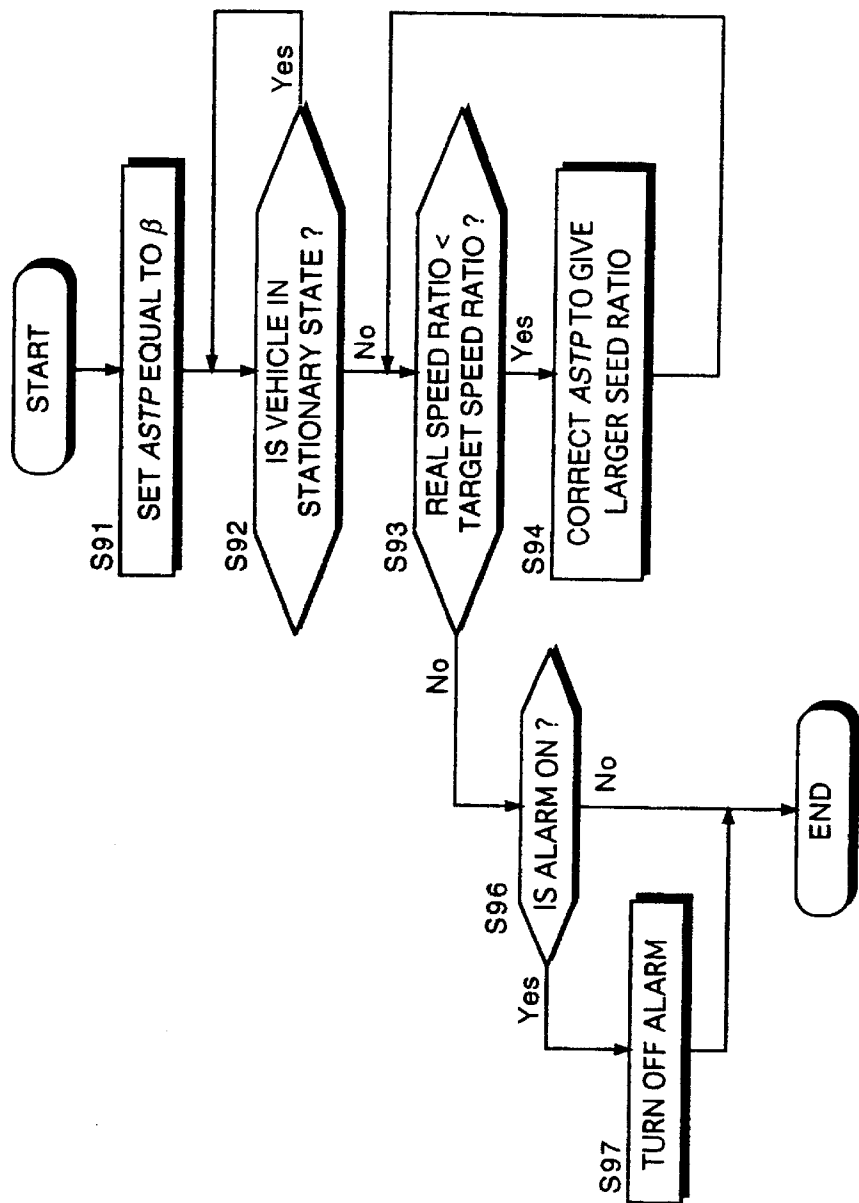 START
S91
SET ASTP EQUAL TO β
S92
IS VEHICLE IN
STATIONARY STATE ?
Yes
No
S93
REAL SPEED RATIO <
TARGET SPEED RATIO ?
No
Yes
S94
CORRECT ASTP TO GIVE
LARGER SEED RATIO
S96
IS ALARM ON ?
Yes
No
S97
TURN OFF ALARM
END